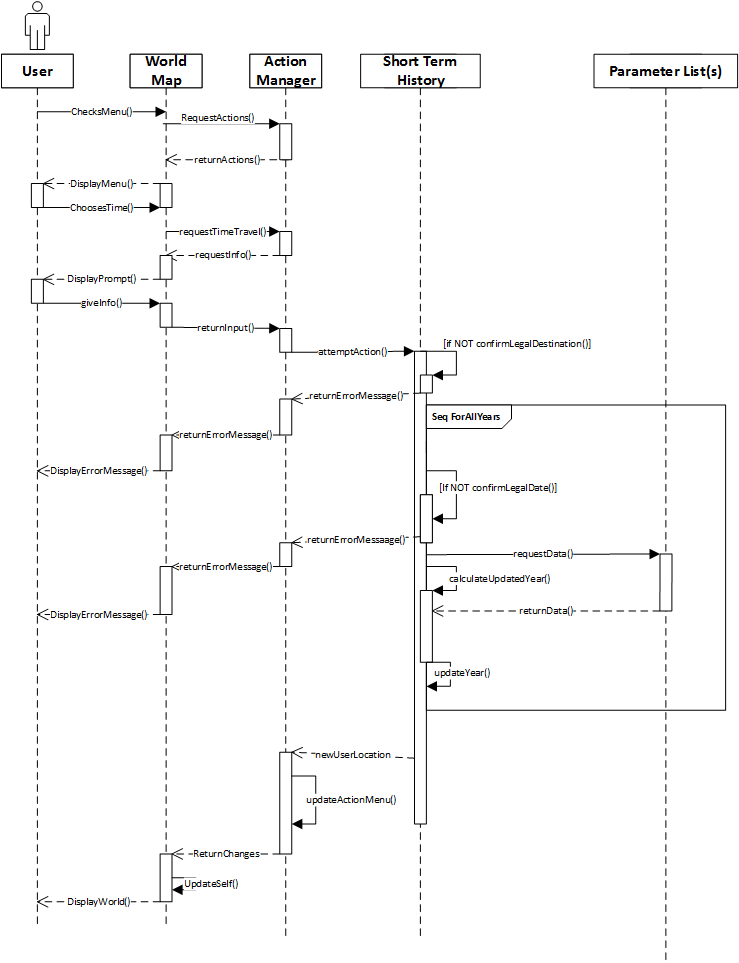 User
World
Map
Action
Manager
Short Term
History
Parameter List(s)
ChecksMenu()
RequestActions()
returnActions()
DisplayMenu()
ChoosesTime()
requestTimeTravel()
requestInfo()
DisplayPrompt()
giveInfo()
returnInput()
[if NOT confirmLegalDestination()]
attemptAction()
returnErrorMessage()
Seq ForAllYears
returnErrorMessage()
DisplayErrorMessage()
[If NOT confirmLegalDate()]
returnErrorMesaage()
requestData()
returnErrorMessage()
calculateUpdatedYear()
returnData()
DisplayErrorMessage()
updateYear()
newUserLocation
updateActionMenu()
ReturnChanges
UpdateSelf()
DisplayWorld()